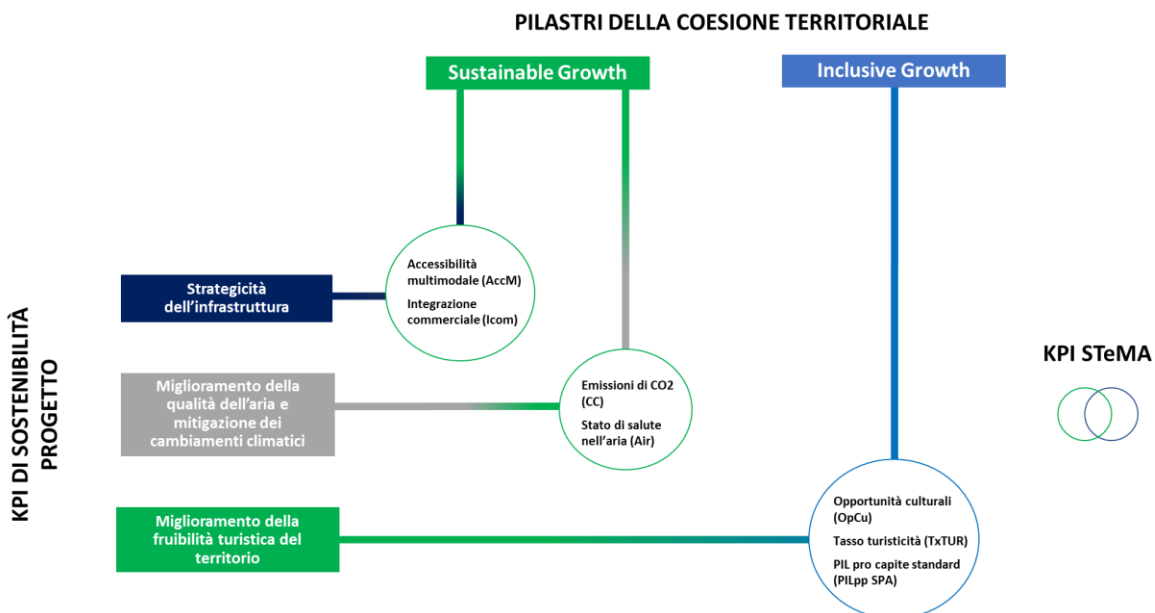 PILASTRI DELLA COESIONE TERRITORIALE
Sustainable Growth
Inclusive Growth
KPI DI SOSTENIBILITÀ
PROGETTO
Strategicità
dell'infrastruttura
Accessibilità
multimodale (AccM)
Integrazione
commerciale (Icom)
Miglioramento della
qualità dell'aria e
mitigazione dei
cambiamenti climatici
Emissioni di CO2
(CC)
Stato di salute
nell'aria (Air)
Miglioramento della
fruibilità turistica del
territorio
Opportunità culturali
(OpCu)
Tasso turisticità (TxTUR)
PIL pro capite standard
(PILpp SPA)
KPI STeMA